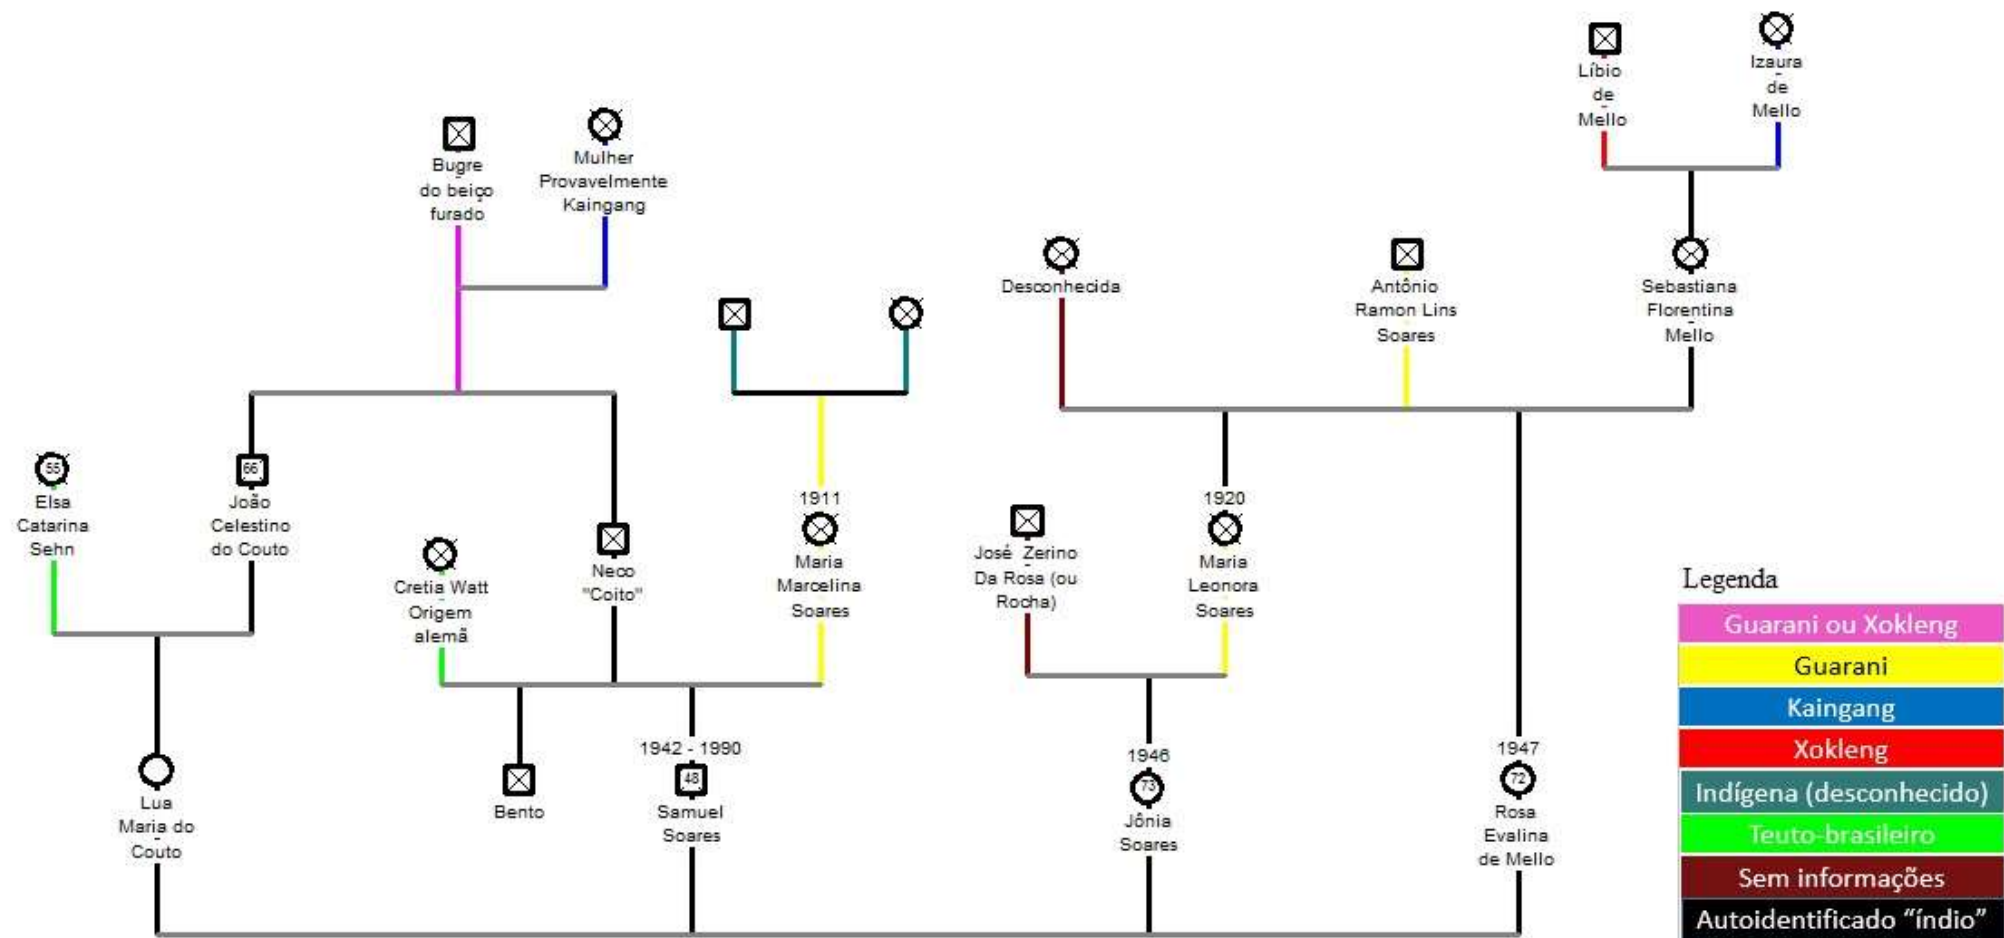 Líbio
de
Mello
Izaura
de
Mello
Bugre
do beiço
furado
Mulher
Provavelmente
Kaingang
Desconhecida
Antônio
Ramon Lins
Soares
Sebastiana
Florentina
Mello
55
Elsa
Catarina
Sehn
66
João
Celestino
do Couto
Cretia Watt
Origem
alemã
Neco
"Coito"
1911
Maria
Marcelina
Soares
José Zerino
Da Rosa (ou
Rocha)
1920
Maria
Leonora
Soares
Lua
Maria do
Couto
Bento
1942 - 1990
48
Samuel
Soares
1946
73
Jônia
Soares
1947
72
Rosa
Evalina
de Mello
Legenda
Guarani ou Xokleng
Guarani
Kaingang
Xokleng
Indígena (desconhecido)
Teuto-brasileiro
Sem informações
Autoidentificado “índio”